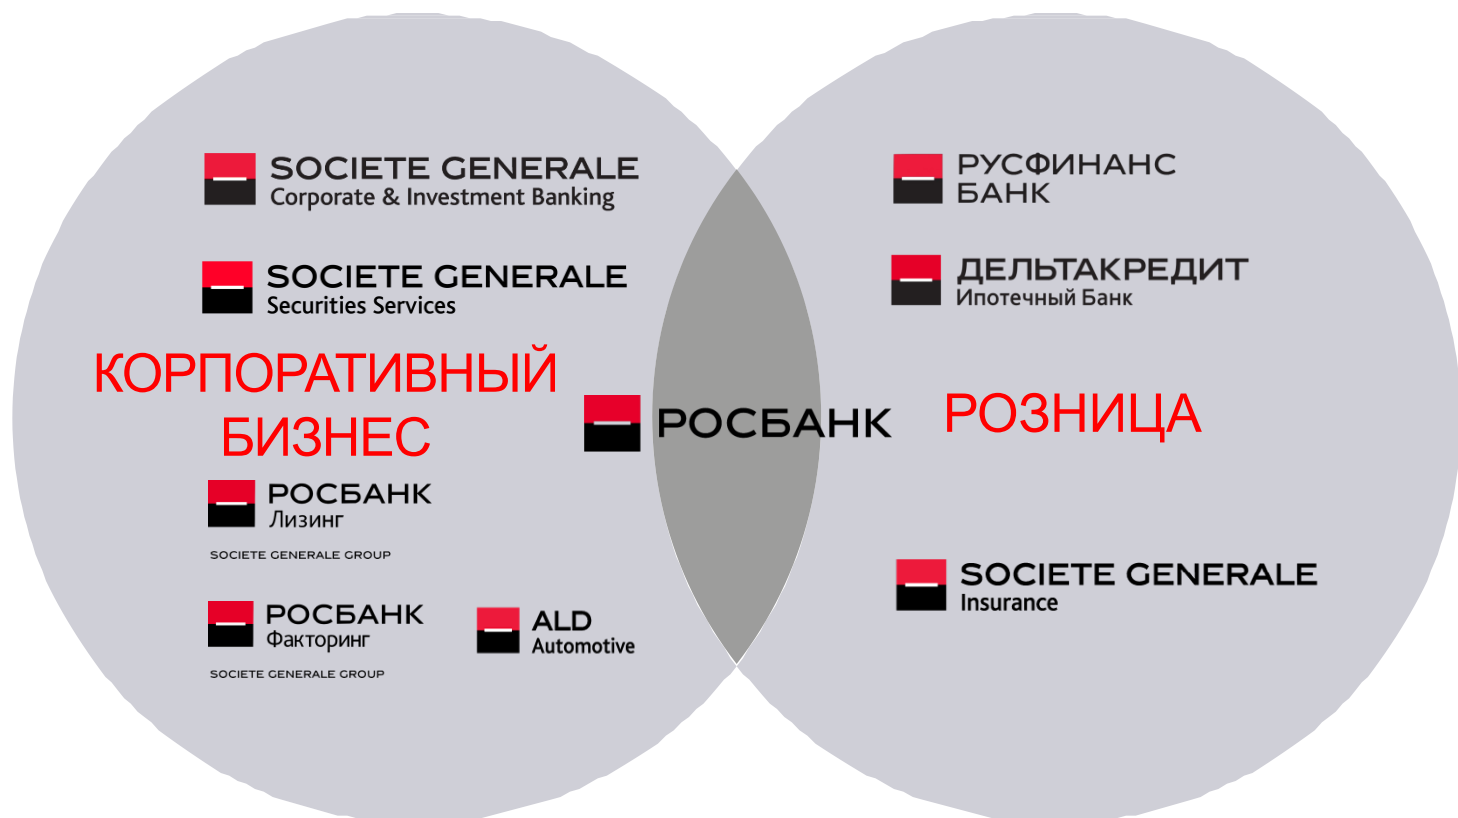 SOCIETE GENERALE
Corporate & Investment Banking
SOCIETE GENERALE
Securities Services
КОРПОРАТИВНЫЙ
БИЗНЕС
РОСБАНК
Лизинг
SOCIETE GENERALE GROUP
РОСБАНК
Факторинг
SOCIETE GENERALE GROUP
ALD
Automotive
РОСБАНК
РУСФИНАНС
БАНК
ДЕЛЬТАКРЕДИТ
Ипотечный Банк
РОЗНИЦА
SOCIETE GENERALE
Insurance